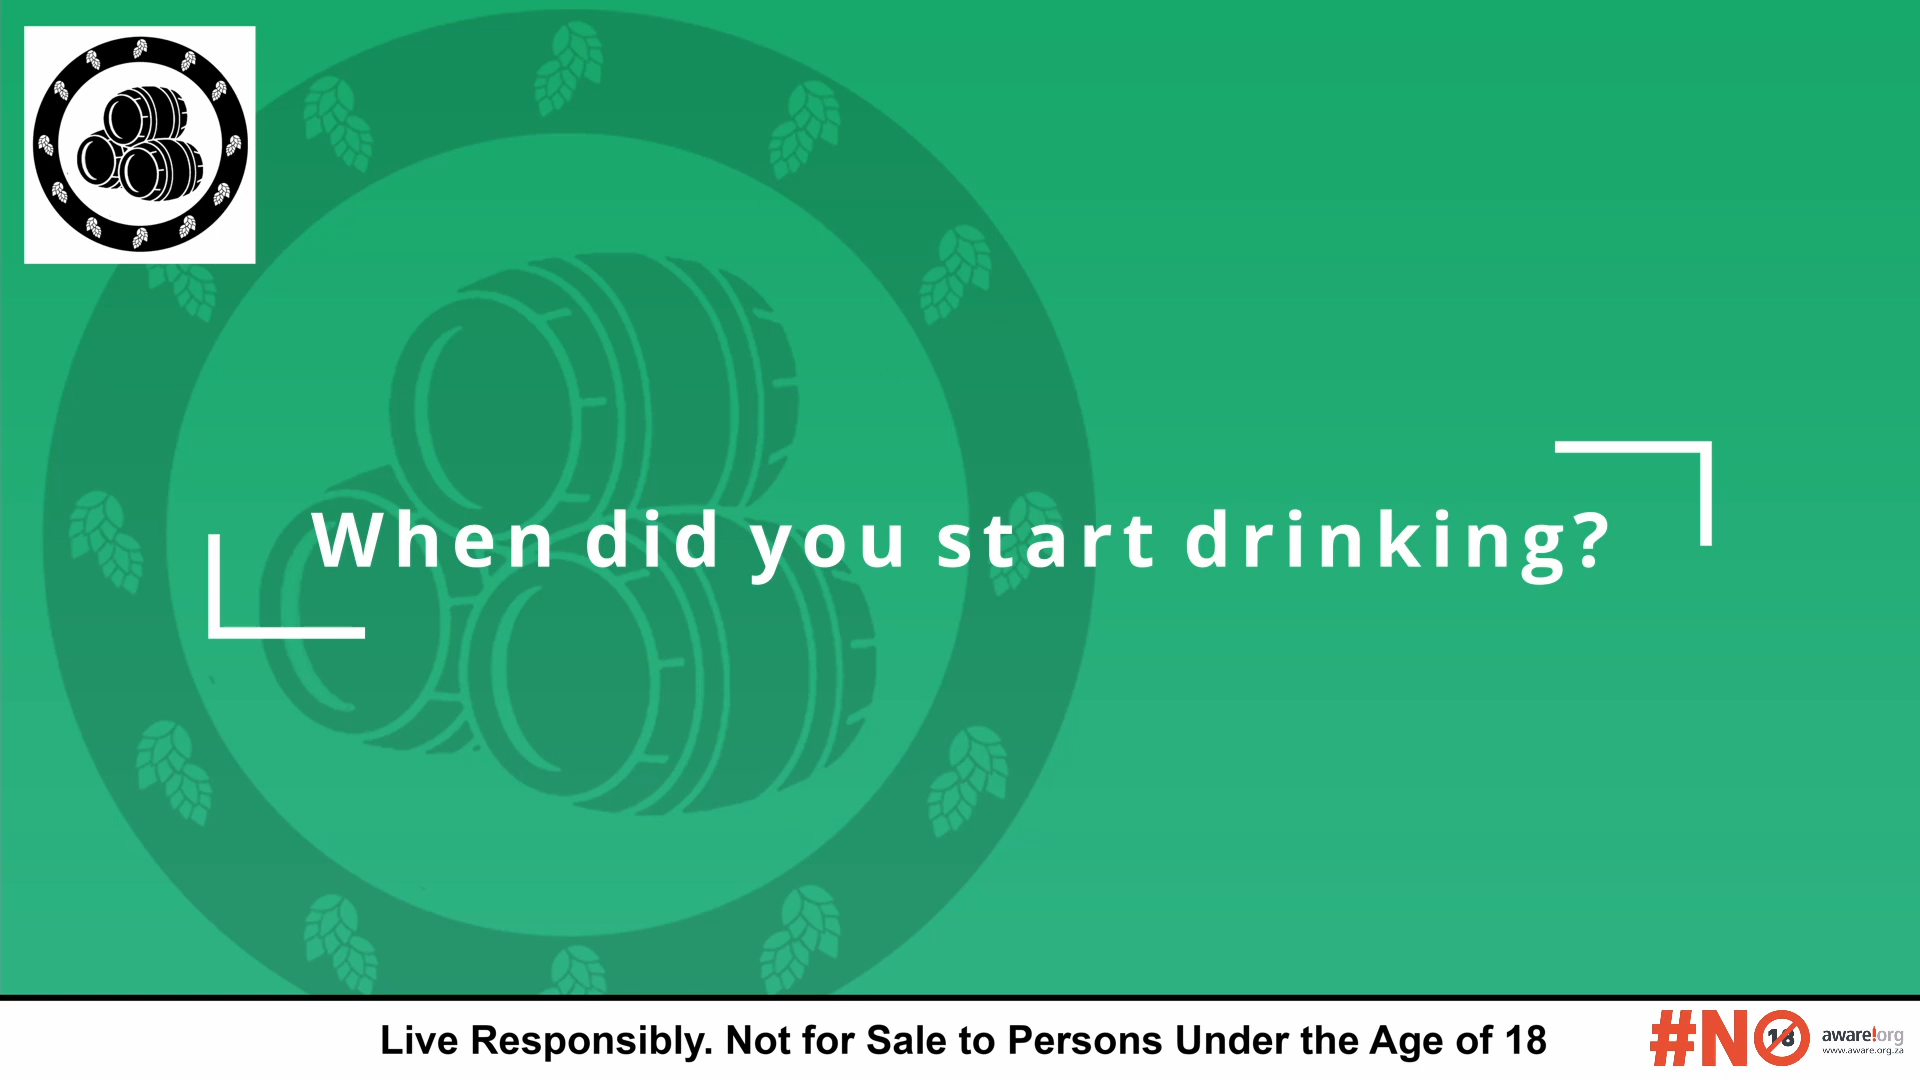 When did you start drinking?
Live Responsibly. Not for Sale to Persons Under the Age of 18
#NO 18
aware!org
www.aware.org.za